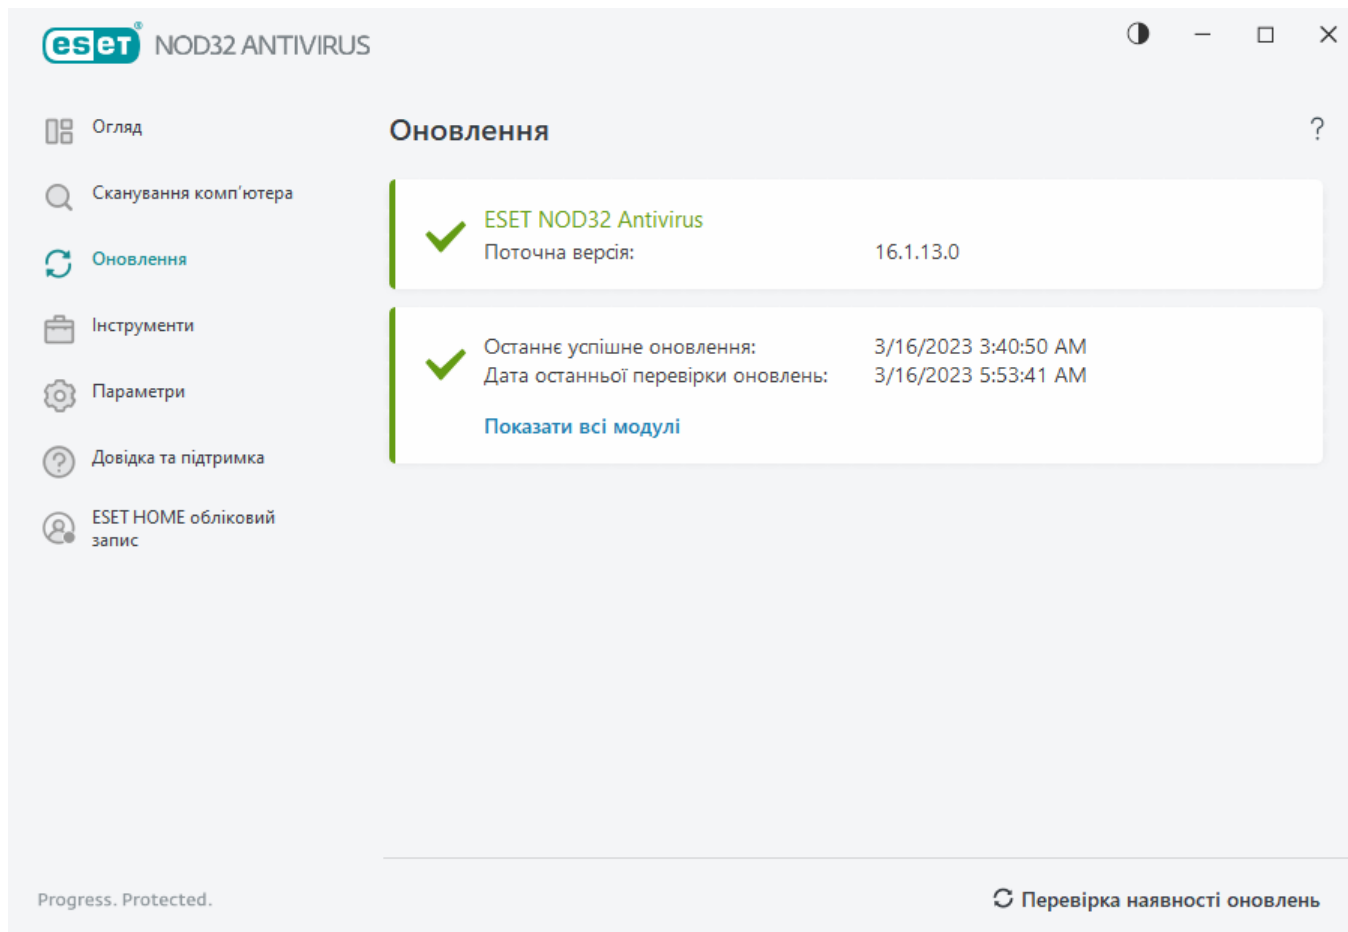 eset® NOD32 ANTIVIRUS
Огляд
Сканування комп'ютера
Оновлення
Інструменти
Параметри
Довідка та підтримка
ESET HOME обліковий
запис
Оновлення
?
ESET NOD32 Antivirus
Поточна версія: 16.1.13.0
Останнє успішне оновлення: 3/16/2023 3:40:50 AM
Дата останньої перевірки оновлень: 3/16/2023 5:53:41 AM
Показати всі модулі
Progress. Protected.
Перевірка наявності оновлень